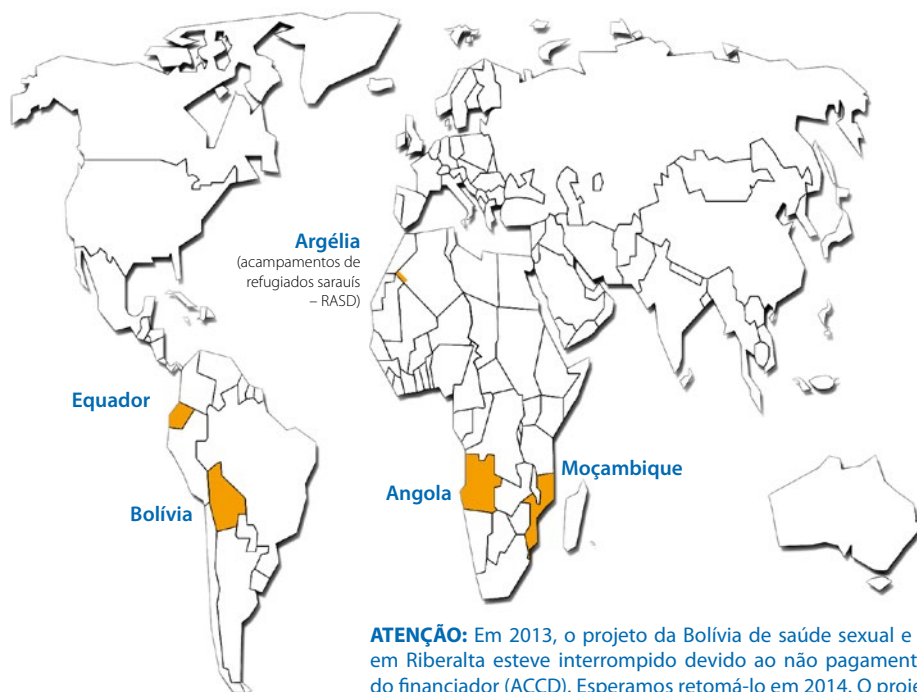 Argélia
(acampamentos de
refugiados sarauís
– RASD)
Equador
Bolívia
Angola
Moçambique
ATENÇÃO: Em 2013, o projeto da Bolívia de saúde sexual e
em Riberalta esteve interrompido devido ao não pagament
do financiador (ACCD). Esperamos retomá-lo em 2014. O proje